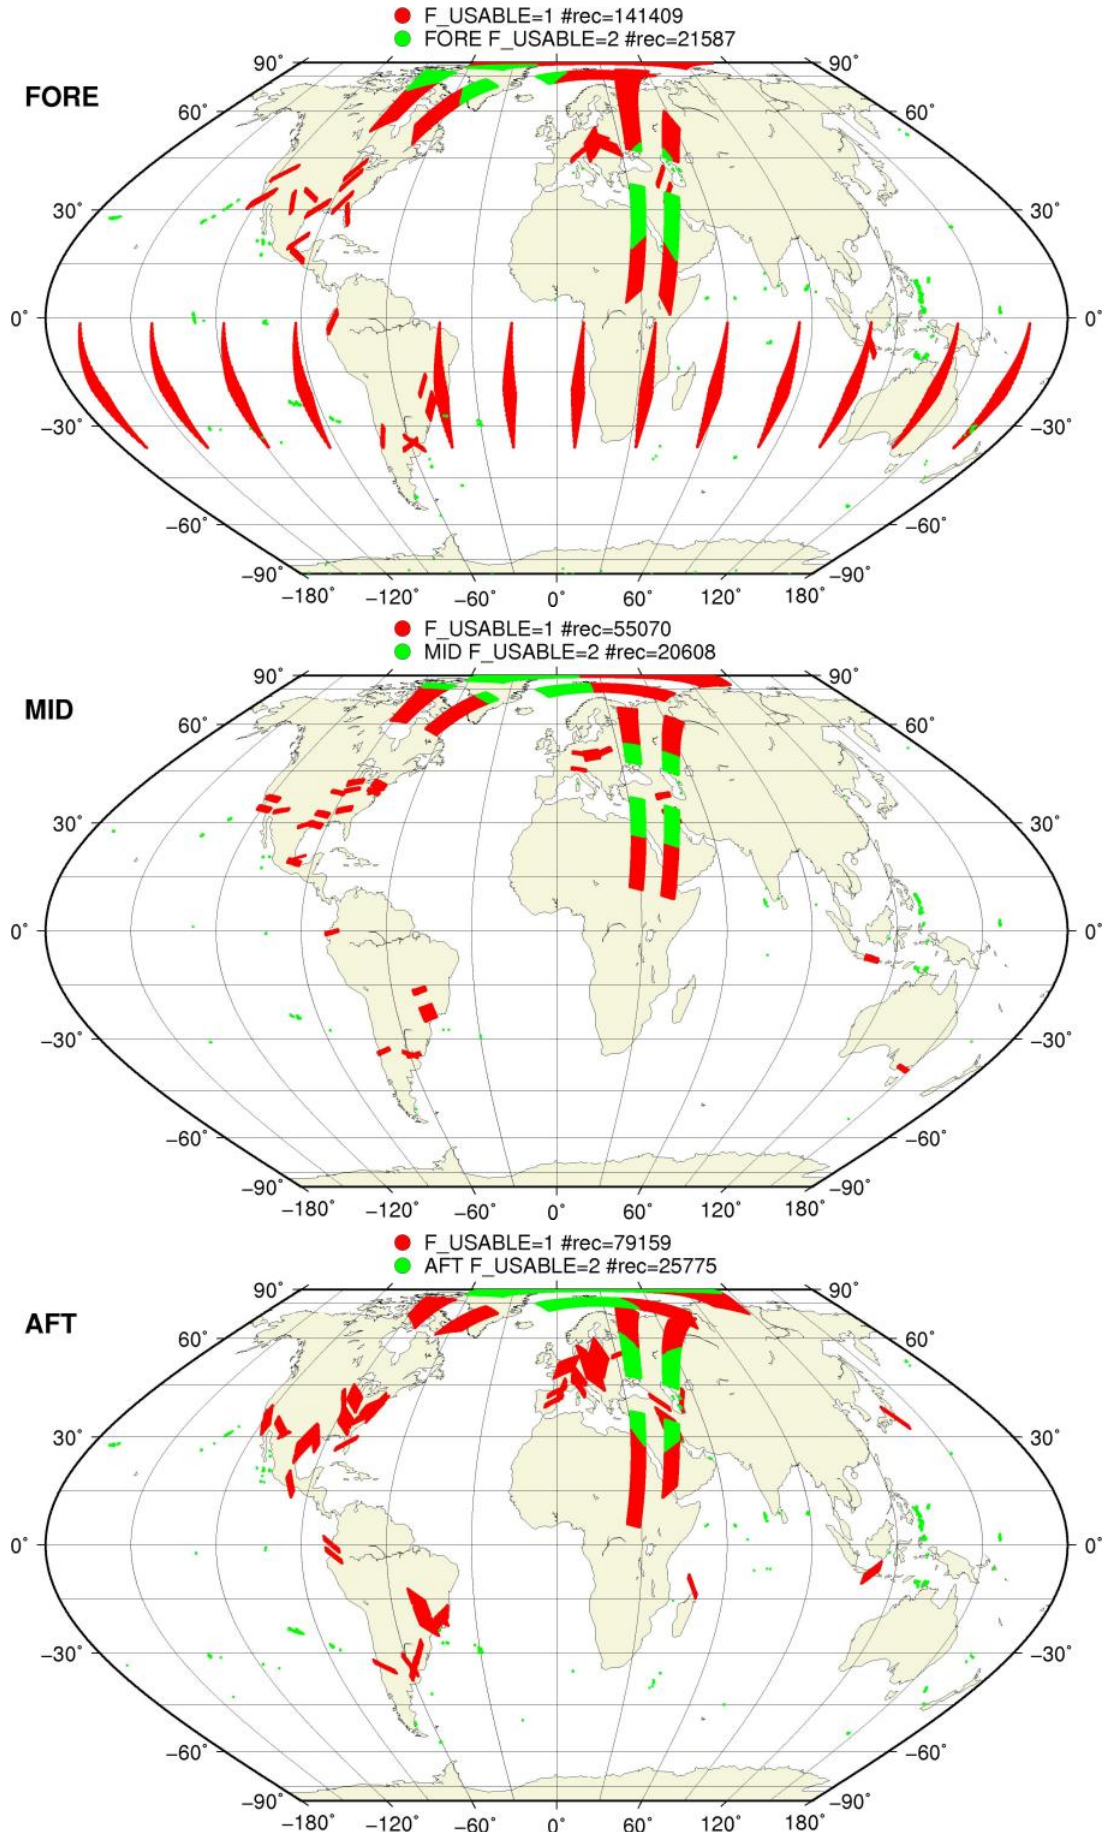 F_USABLE=1 #rec=141409
FORE F_USABLE=2 #rec=21587
FORE
90° 90°
60° 60°
30° 30°
0° 0°
−30° −30°
−60° −60°
−90° −90°
−180° −120° −60° 0° 60° 120° 180°
F_USABLE=1 #rec=55070
MID F_USABLE=2 #rec=20608
MID
90° 90°
60° 60°
30° 30°
0° 0°
−30° −30°
−60° −60°
−90° −90°
−180° −120° −60° 0° 60° 120° 180°
F_USABLE=1 #rec=79159
AFT F_USABLE=2 #rec=25775
AFT
90° 90°
60° 60°
30° 30°
0° 0°
−30° −30°
−60° −60°
−90° −90°
−180° −120° −60° 0° 60° 120° 180°